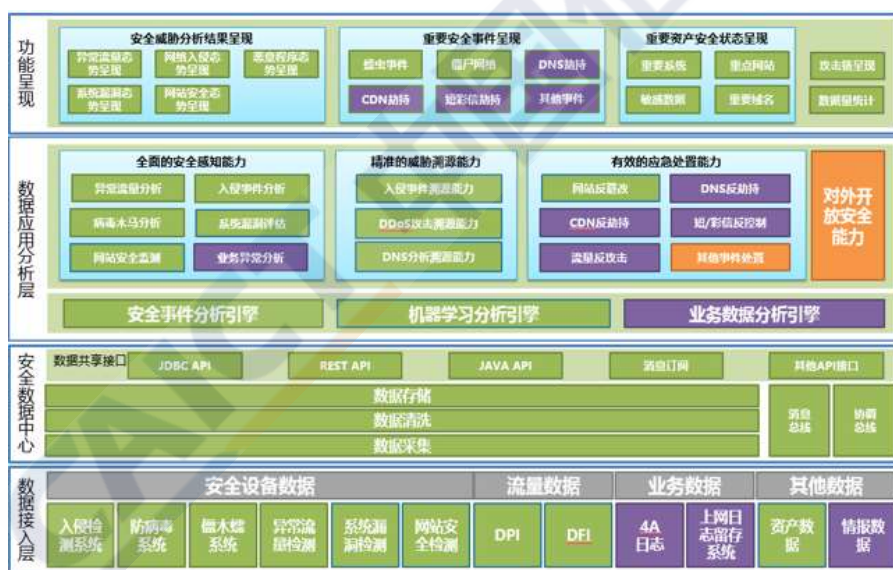 功能呈现
安全威胁分析结果呈现
异常流量态
势呈现
网络入侵态
势呈现
恶意程序态
势呈现
系统漏洞态
势呈现
网站安全态
势呈现
重要安全事件呈现
蠕虫事件
僵尸网络
DNS劫持
CDN劫持
短彩信劫持
其他事件
重要资产安全状态呈现
重要系统
重点网站
敏感数据
重要域名
攻击链呈现
数据量统计
数据应用分析层
全面的安全感知能力
异常流量分析
入侵事件分析
病毒木马分析
系统漏洞评估
网站安全监测
业务异常分析
精准的威胁溯源能力
入侵事件溯源能力
DDoS攻击溯源能力
DNS分析溯源能力
有效的应急处置能力
网站反篡改
DNS反劫持
CDN反劫持
短/彩信反控制
流量反攻击
其他事件处置
对外开
放安全
能力
安全事件分析引擎
机器学习分析引擎
业务数据分析引擎
安全数据中心
数据共享接口
JDBC API
REST API
JAVA API
消息订阅
其他API接口
数据存储
数据清洗
数据采集
消息
总线
协调
总线
数据接入层
安全设备数据
流量数据
业务数据
其他数据
入侵检
测系统
防病毒
系统
僵木蠕
系统
异常流
量检测
系统漏
洞检测
网站安
全检测
DPI
DFI
4A
日志
上网日
志留存
系统
资产数
据
情报数
据
CAICT